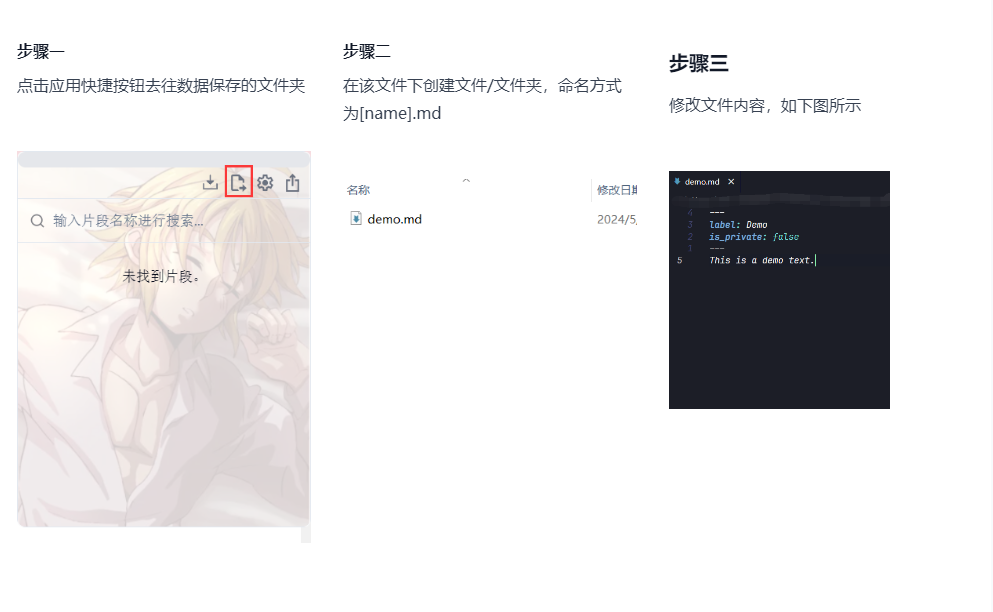 步骤一
点击应用快捷按钮去往数据保存的文件夹
输入片段名称进行搜索...
未找到片段。
步骤二
在该文件下创建文件/文件夹，命名方式
为[name].md
名称 修改日期
demo.md 2024/5/
步骤三
修改文件内容，如下图所示
demo.md ×
4 ---
3 label: Demo
2 is_private: false
1 ---
5 This is a demo text.